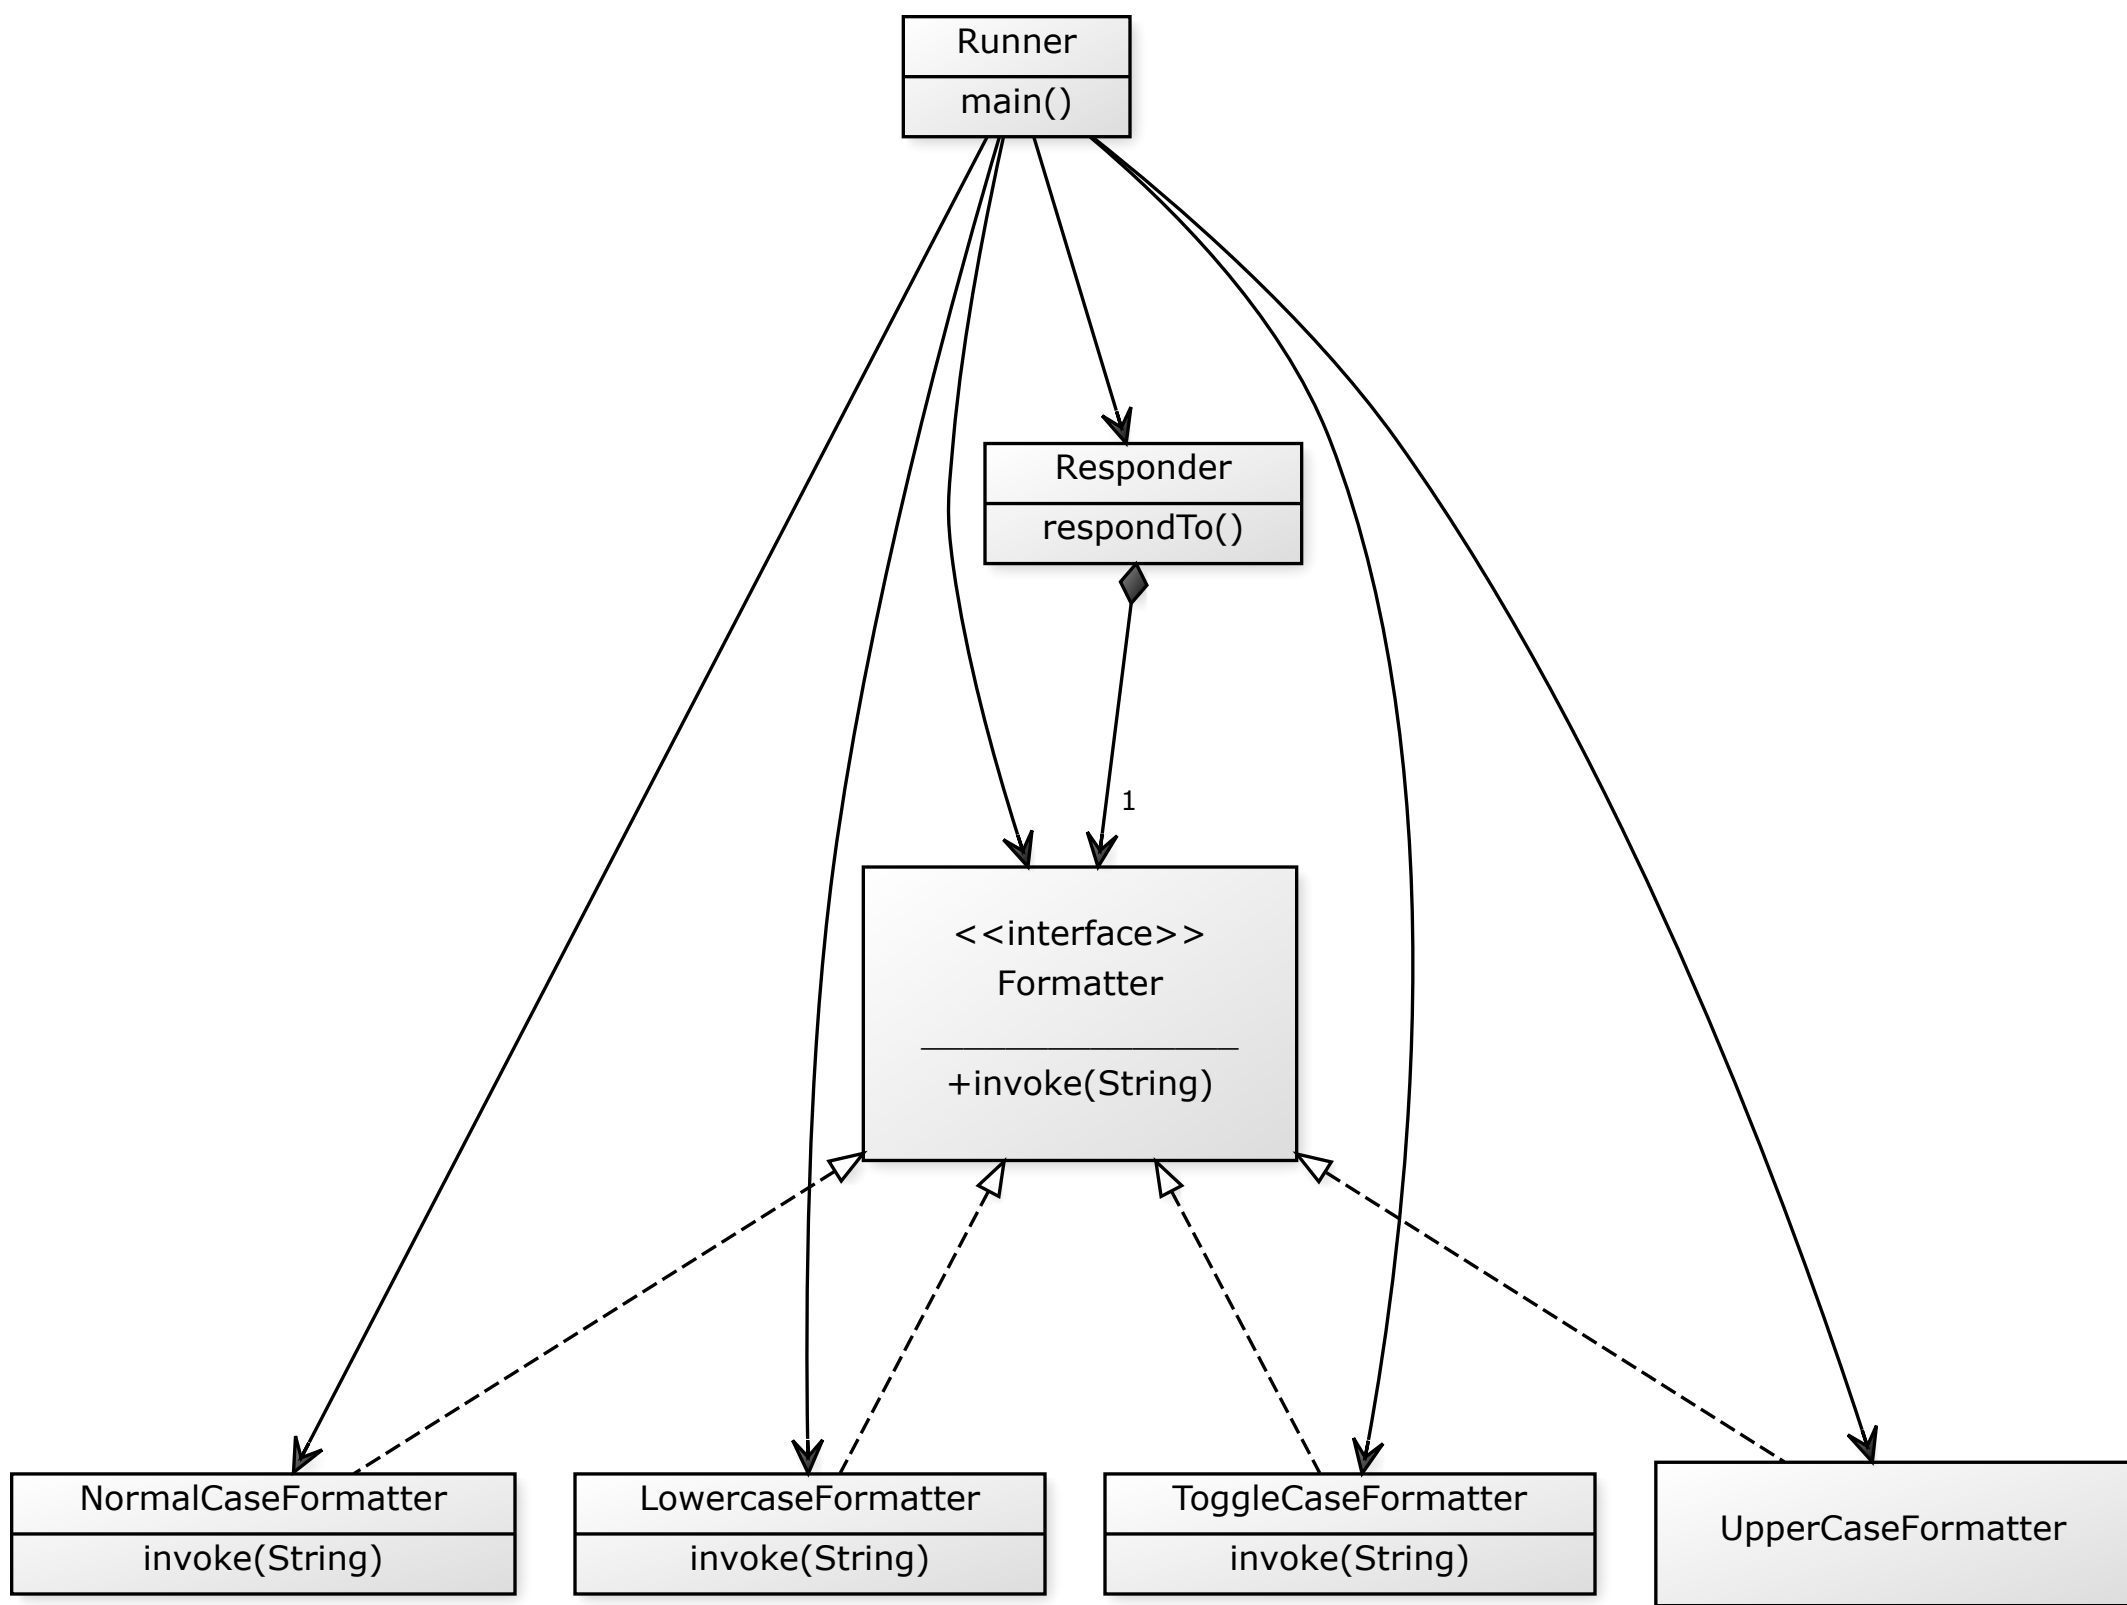 Runner
main()
Responder
respondTo()
1
<<interface>>
Formatter
+invoke(String)
NormalCaseFormatter
invoke(String)
LowercaseFormatter
invoke(String)
ToggleCaseFormatter
invoke(String)
UpperCaseFormatter